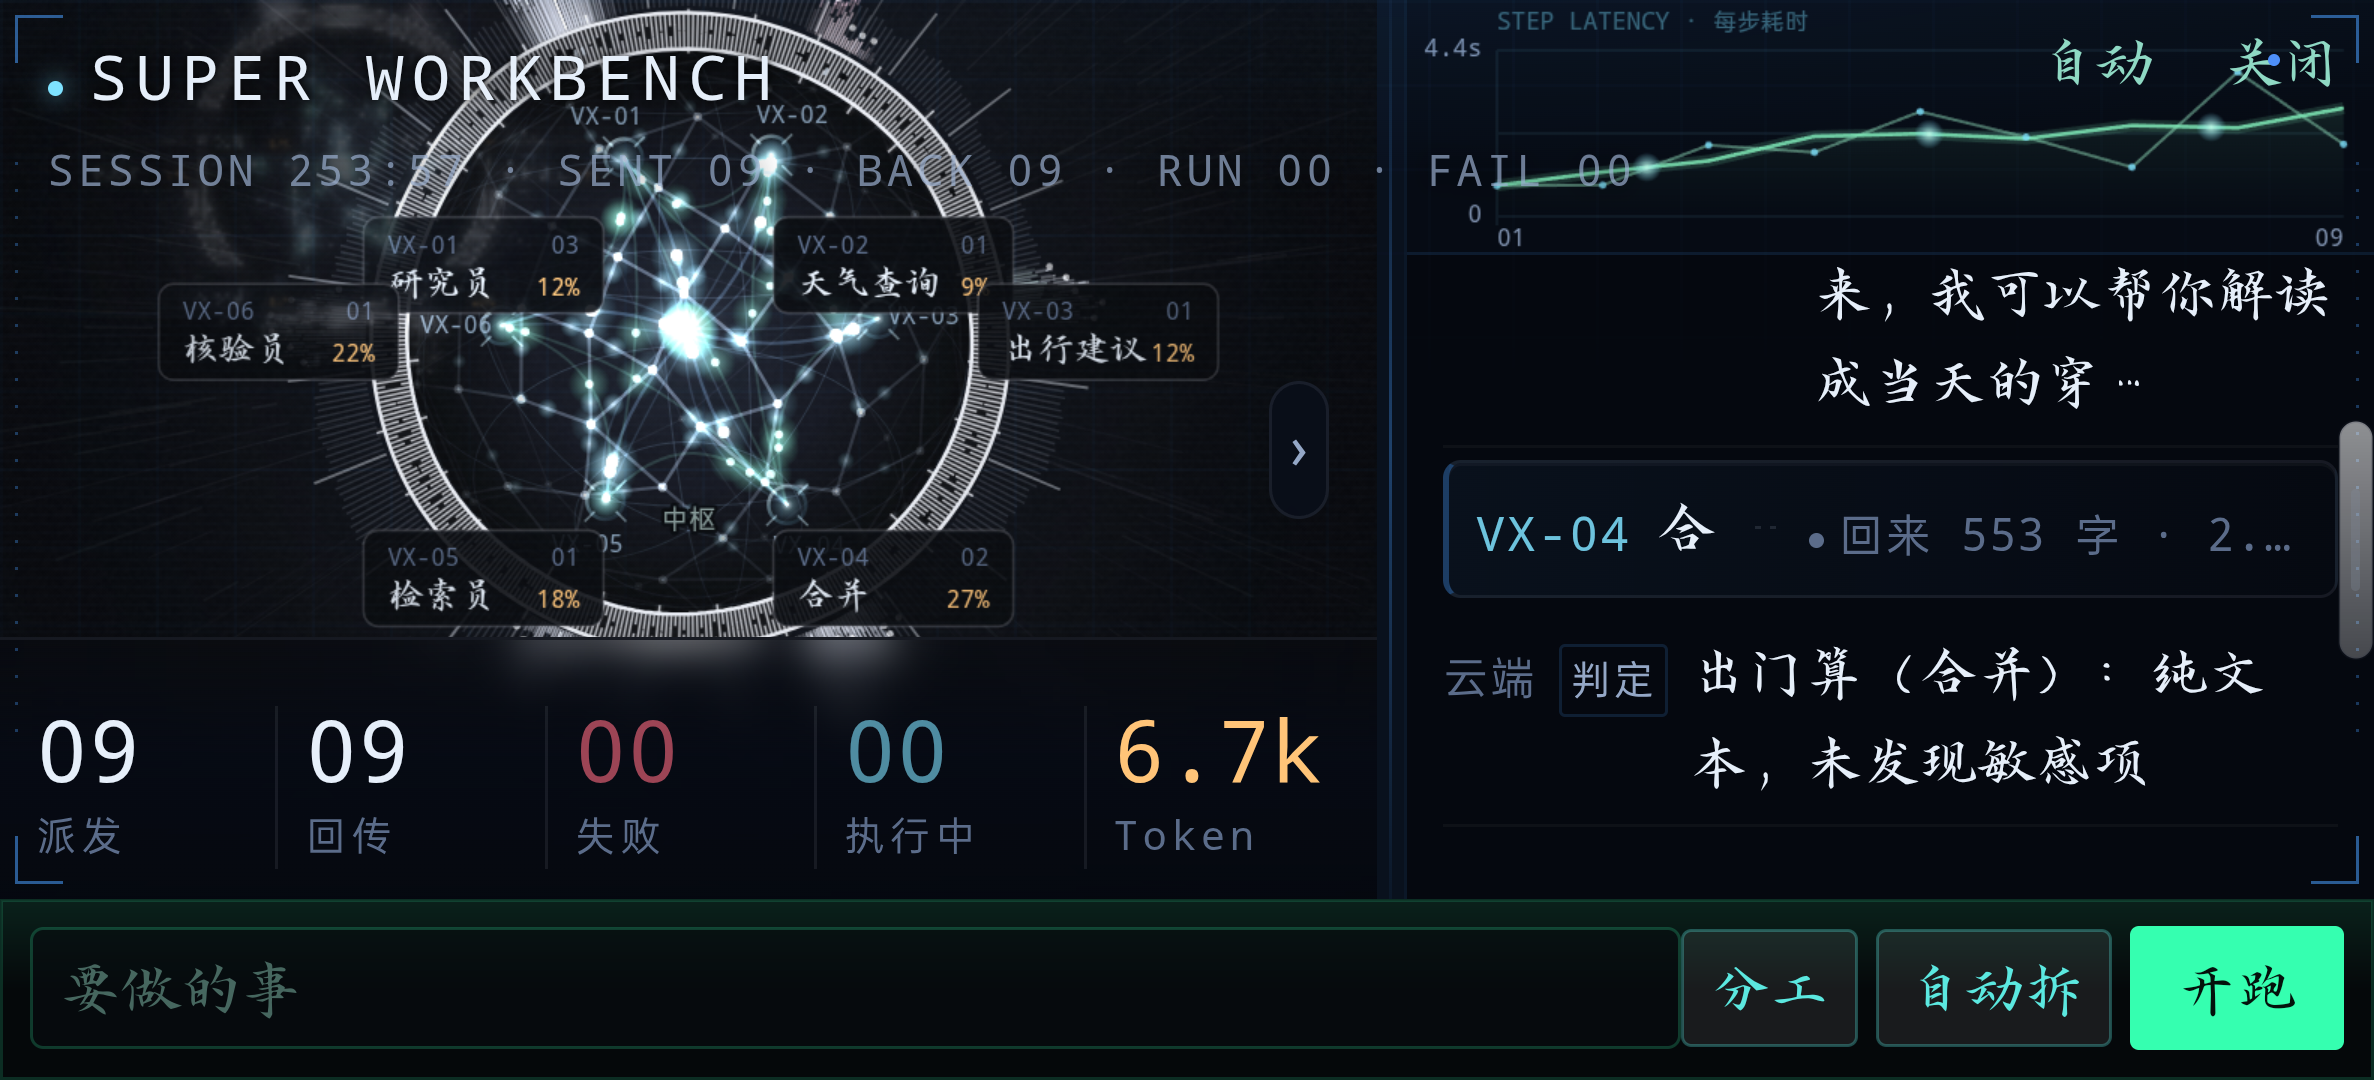 SUPER WORKBENCH
SESSION 253:57 · SENT 09 · BACK 09 · RUN 00 · FAIL 00
VX-01
VX-02
VX-01 03
研究员 12%
VX-02 01
天气查询 9%
VX-06 01
核验员 22%
VX-06
VX-03
VX-03 01
出行建议 12%
中枢
05
VX-05 01
检索员 18%
VX-04 02
合并 27%
›
09
派发
09
回传
00
失败
00
执行中
6.7k
Token
STEP LATENCY · 每步耗时
4.4s
0
01
09
自动 关闭
来，我可以帮你解读
成当天的穿 …
VX-04 合 回来 553 字 · 2.…
云端 判定 出门算（合并）：纯文
本，未发现敏感项
要做的事
分工
自动拆
开跑